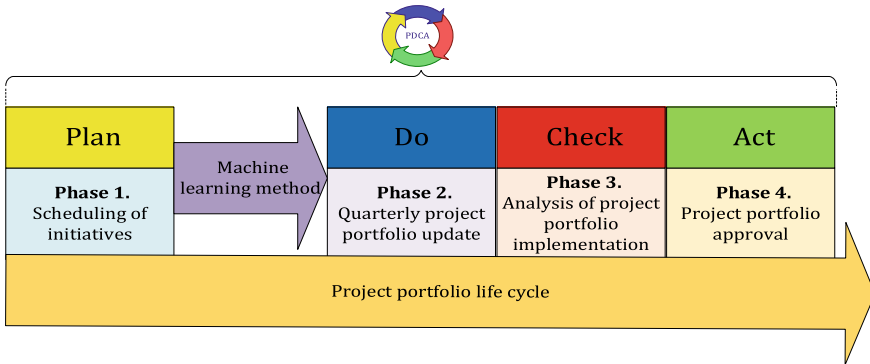 PDCA
Plan
Machine
learning method
Do
Check
Act
Phase 1.
Scheduling of
initiatives
Phase 2.
Quarterly project
portfolio update
Phase 3.
Analysis of project
portfolio
implementation
Phase 4.
Project portfolio
approval
Project portfolio life cycle